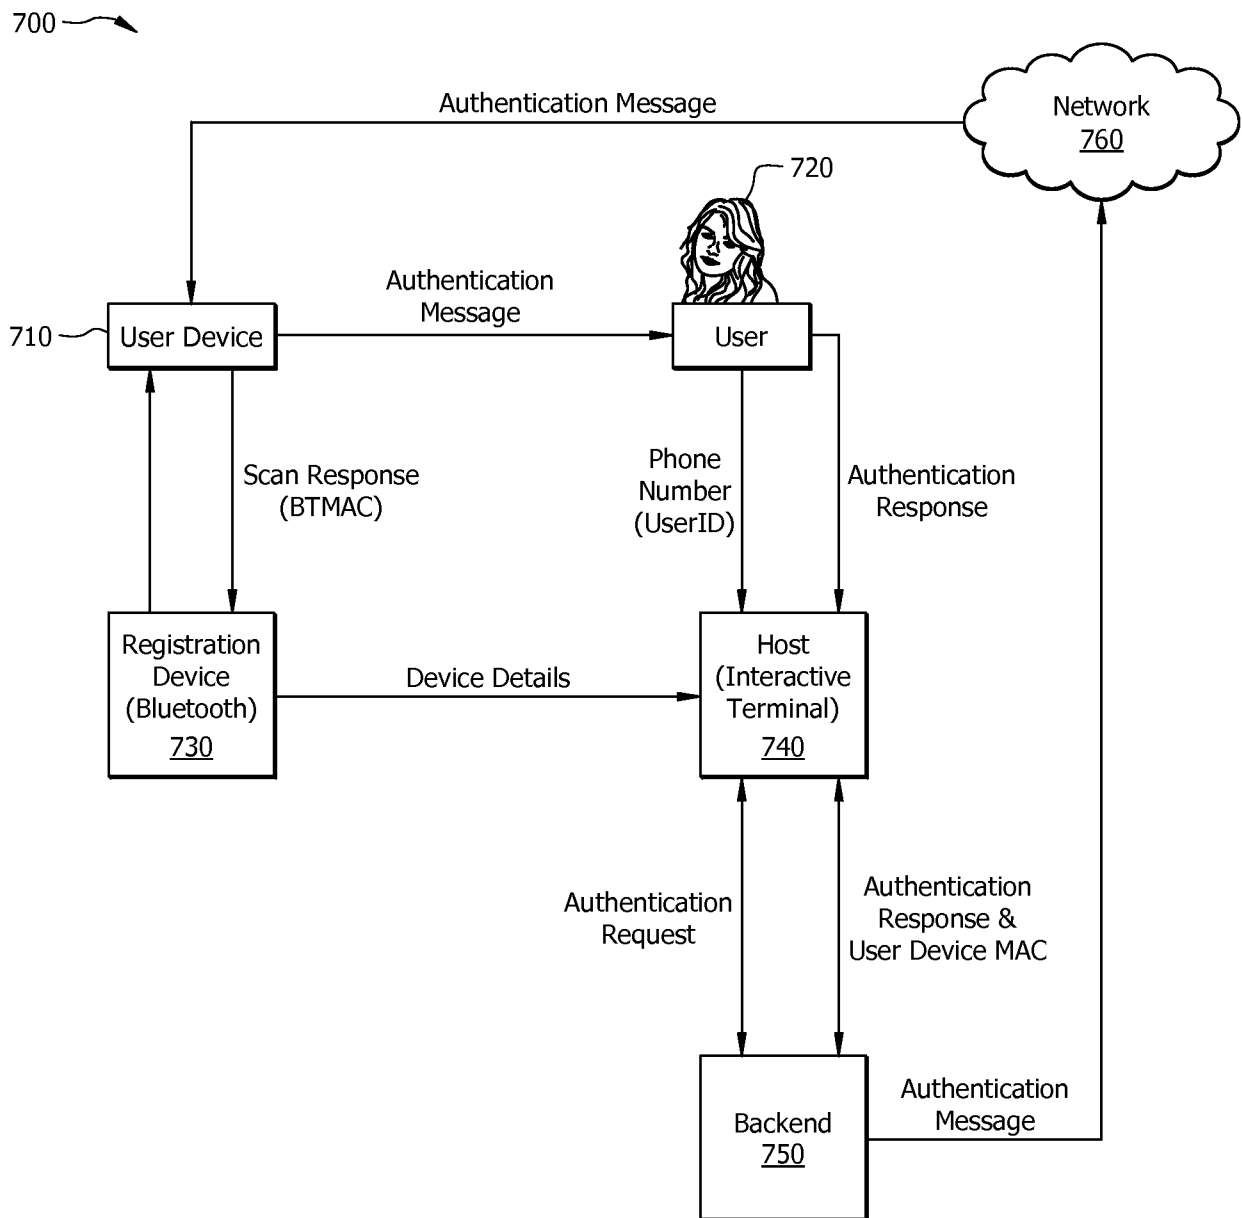 700
Authentication Message
Network
760
720
Authentication
Message
710
User Device
User
Scan Response
(BTMAC)
Phone
Number
(UserID)
Authentication
Response
Registration
Device
(Bluetooth)
730
Device Details
Host
(Interactive
Terminal)
740
Authentication
Request
Authentication
Response &
User Device MAC
Backend
750
Authentication
Message